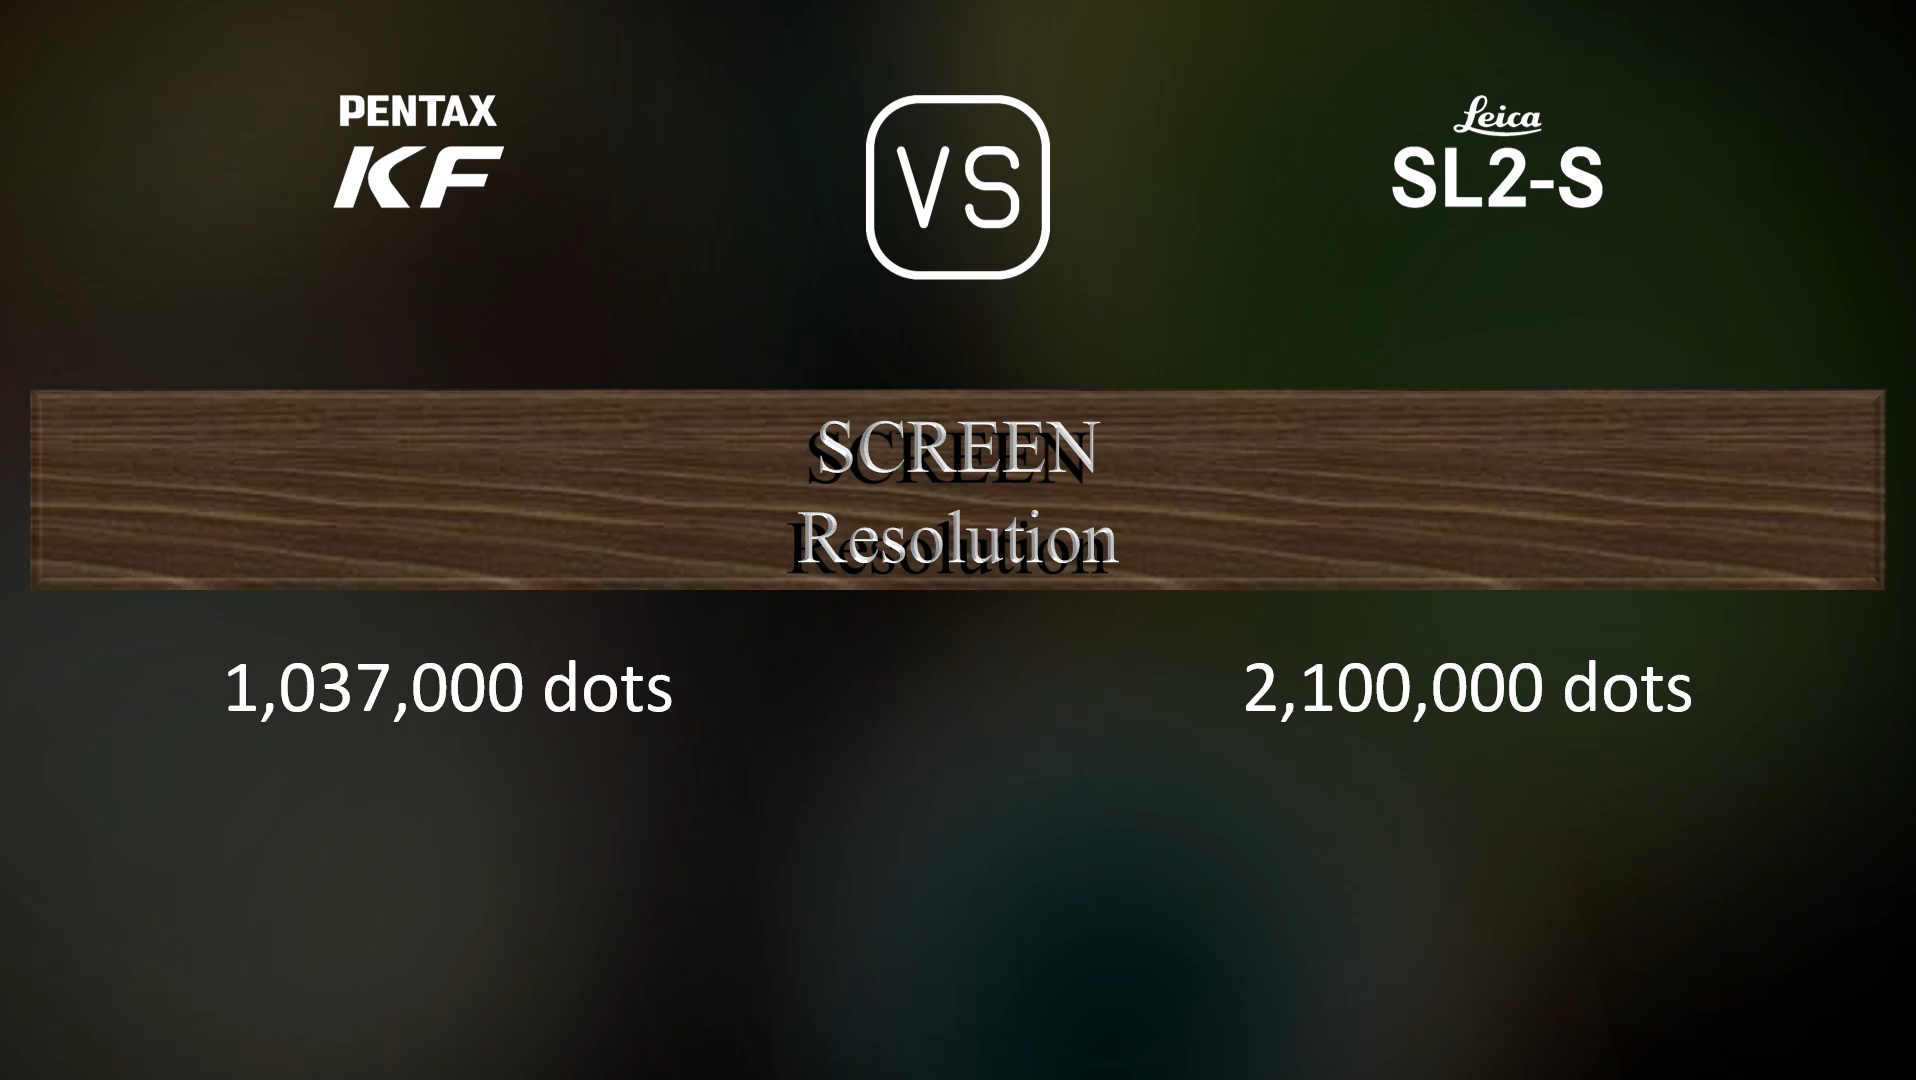 PENTAX
KF
VS
Leica
SL2-S
SCREEN
Resolution
1,037,000 dots
2,100,000 dots